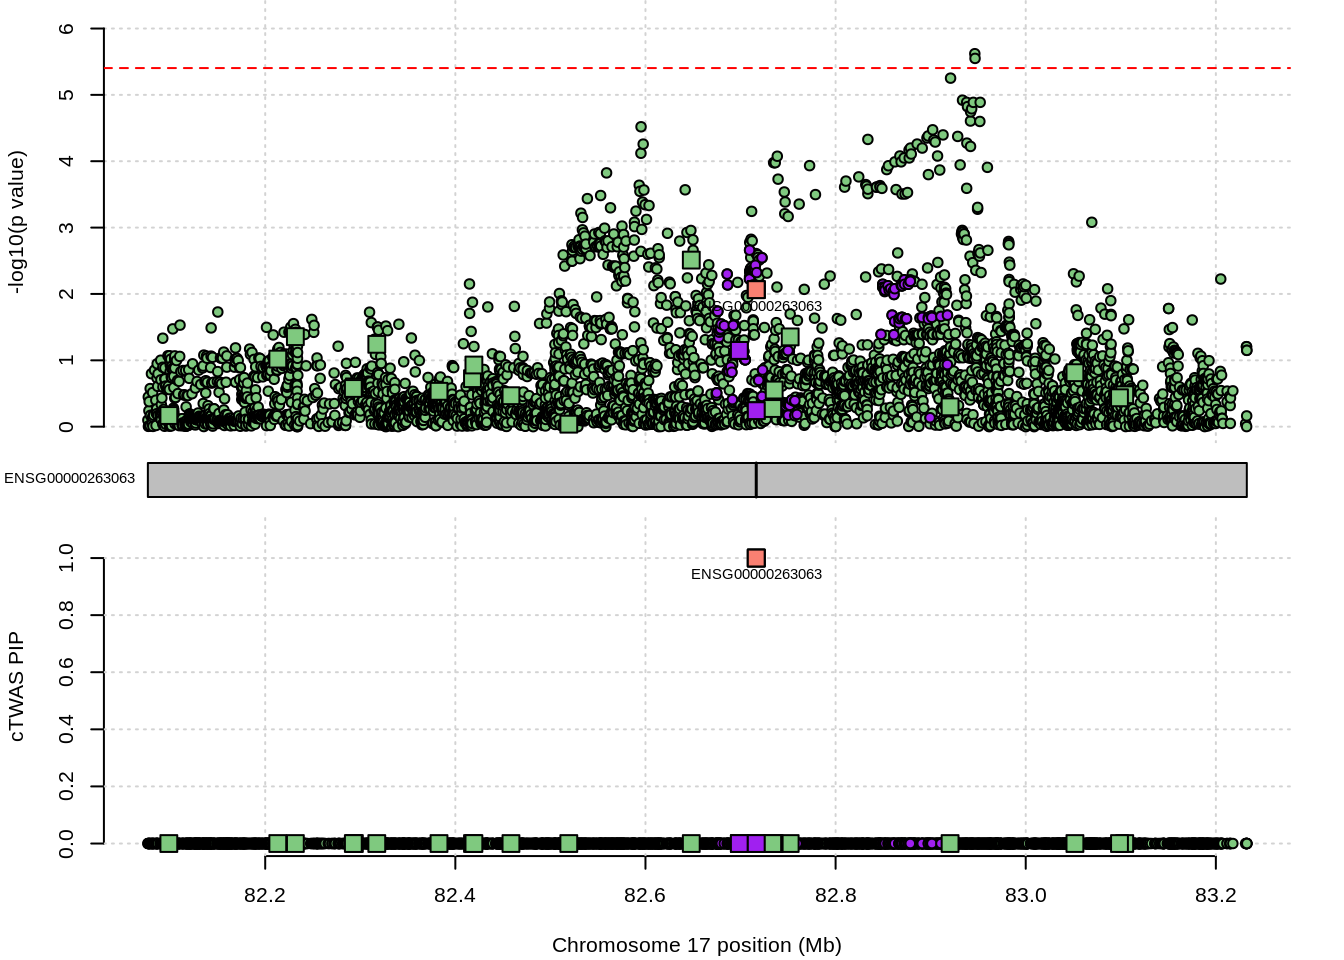 6
5
4
3
2
1
0
-log10(p value)
ENSG00000263063
ENSG00000263063
1.0
0.8
0.6
0.4
0.2
0.0
cTWAS PIP
ENSG00000263063
82.2 82.4 82.6 82.8 83.0 83.2
Chromosome 17 position (Mb)